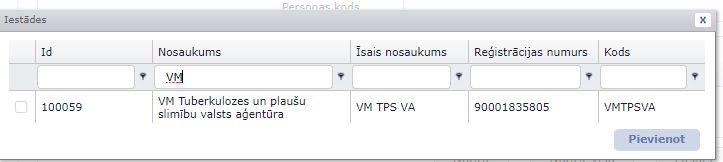 Personas kods
Iestādes
x
Id Nosaukums Īsais nosaukums Reģistrācijas numurs Kods
VM
100059 VM Tuberkulozes un plaušu slimību valsts aģentūra VM TPS VA 90001835805 VMTPSVA
Pievienot